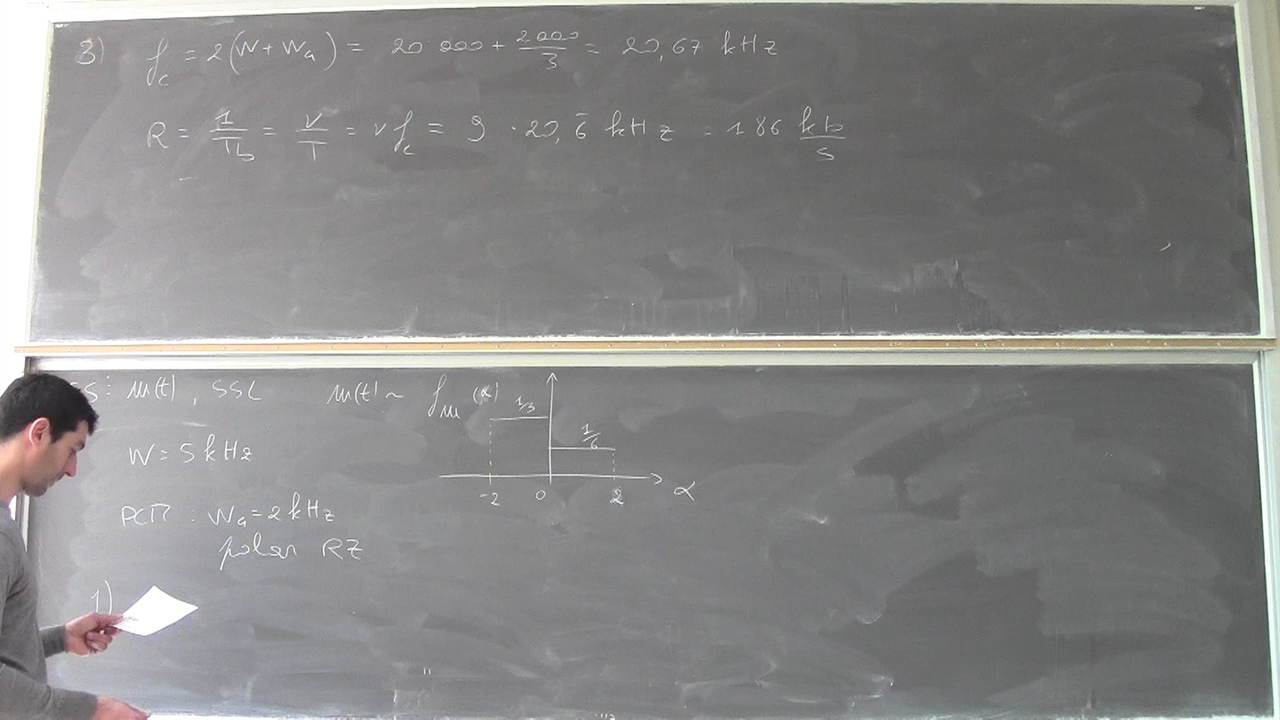 3) f_c = 2(W + W_a) = 20 000 + 2000/3 = 20,67 kHz
R = 1/T_b = ν/T = ν f_c = 9 · 20,6̄ kHz = 186 kb/s
ES: m(t), SSL m(t) ~ f_m(α)
1/3
1/6
W = 5 kHz
-2 0 2 α
PCM : W_a = 2 kHz
polar RZ
1)